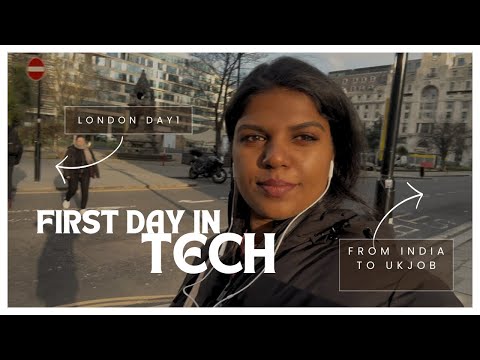 LONDON DAY1
FIRST DAY IN
TECH
FROM INDIA
TO UKJOB